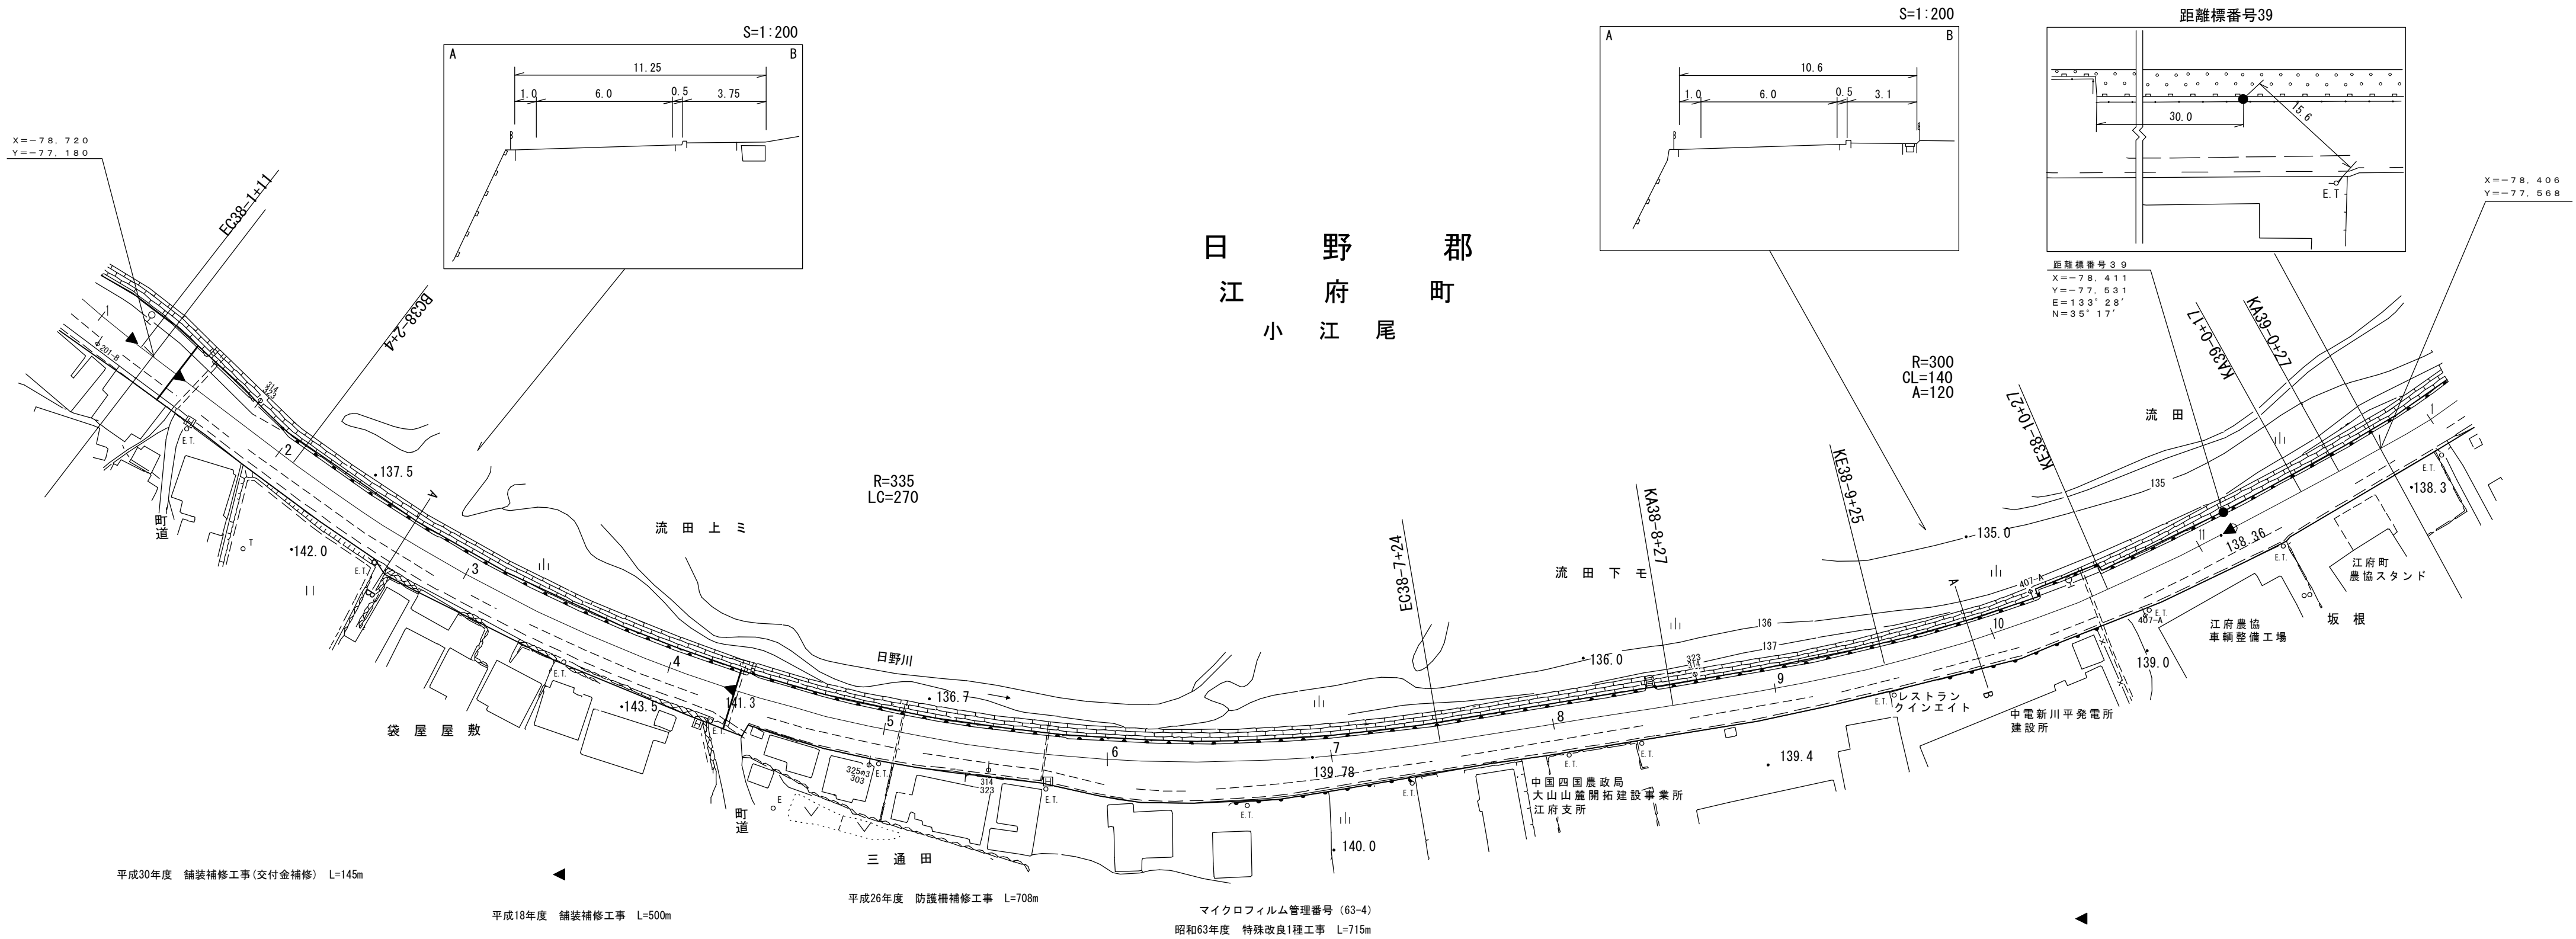 S=1:200
A
B
11.25
1.0
6.0
0.5
3.75
S=1:200
A
B
10.6
1.0
6.0
0.5
3.1
距離標番号39
30.0
15.6
E.T
X=-78,720
Y=-77,180
EC38-1+11
BC38-2+4
日野郡
江府町
小江尾
X=-78,406
Y=-77,568
距離標番号39
X=-78,411
Y=-77,531
E=133°28′
N=35°17′
KA39-0+17
KA39-0+27
R=300
CL=140
A=120
KE38-10+27
流田
R=335
LC=270
流田上ミ
流田下モ
EC38-7+24
KA38-8+27
KE38-9+25
1
201-B
314
323
E.T.
2
137.5
A
町道
T
142.0
E.T.
B
3
4
141.3
143.5
E.T.
E.T.
袋屋屋敷
町道
日野川
136.7
5
6
7
139.78
8
9
10
11
1
325-3
303
E.T.
314
323
E.T.
E
三通田
E.T.
140.0
E.T.
136.0
136
137
323
314
135.0
135
A
B
407-A
138.36
138.3
E.T.
E.T.
江府町
農協スタンド
坂根
江府農協
車輌整備工場
E.T.
407-A
139.0
レストラン
クインエイト
E.T.
中電新川平発電所
建設所
139.4
E.T.
E.T.
中国四国農政局
大山山麓開拓建設事業所
江府支所
平成30年度　舗装補修工事(交付金補修)　L=145m
平成18年度　舗装補修工事　L=500m
平成26年度　防護柵補修工事　L=708m
マイクロフィルム管理番号（63-4）
昭和63年度　特殊改良1種工事　L=715m